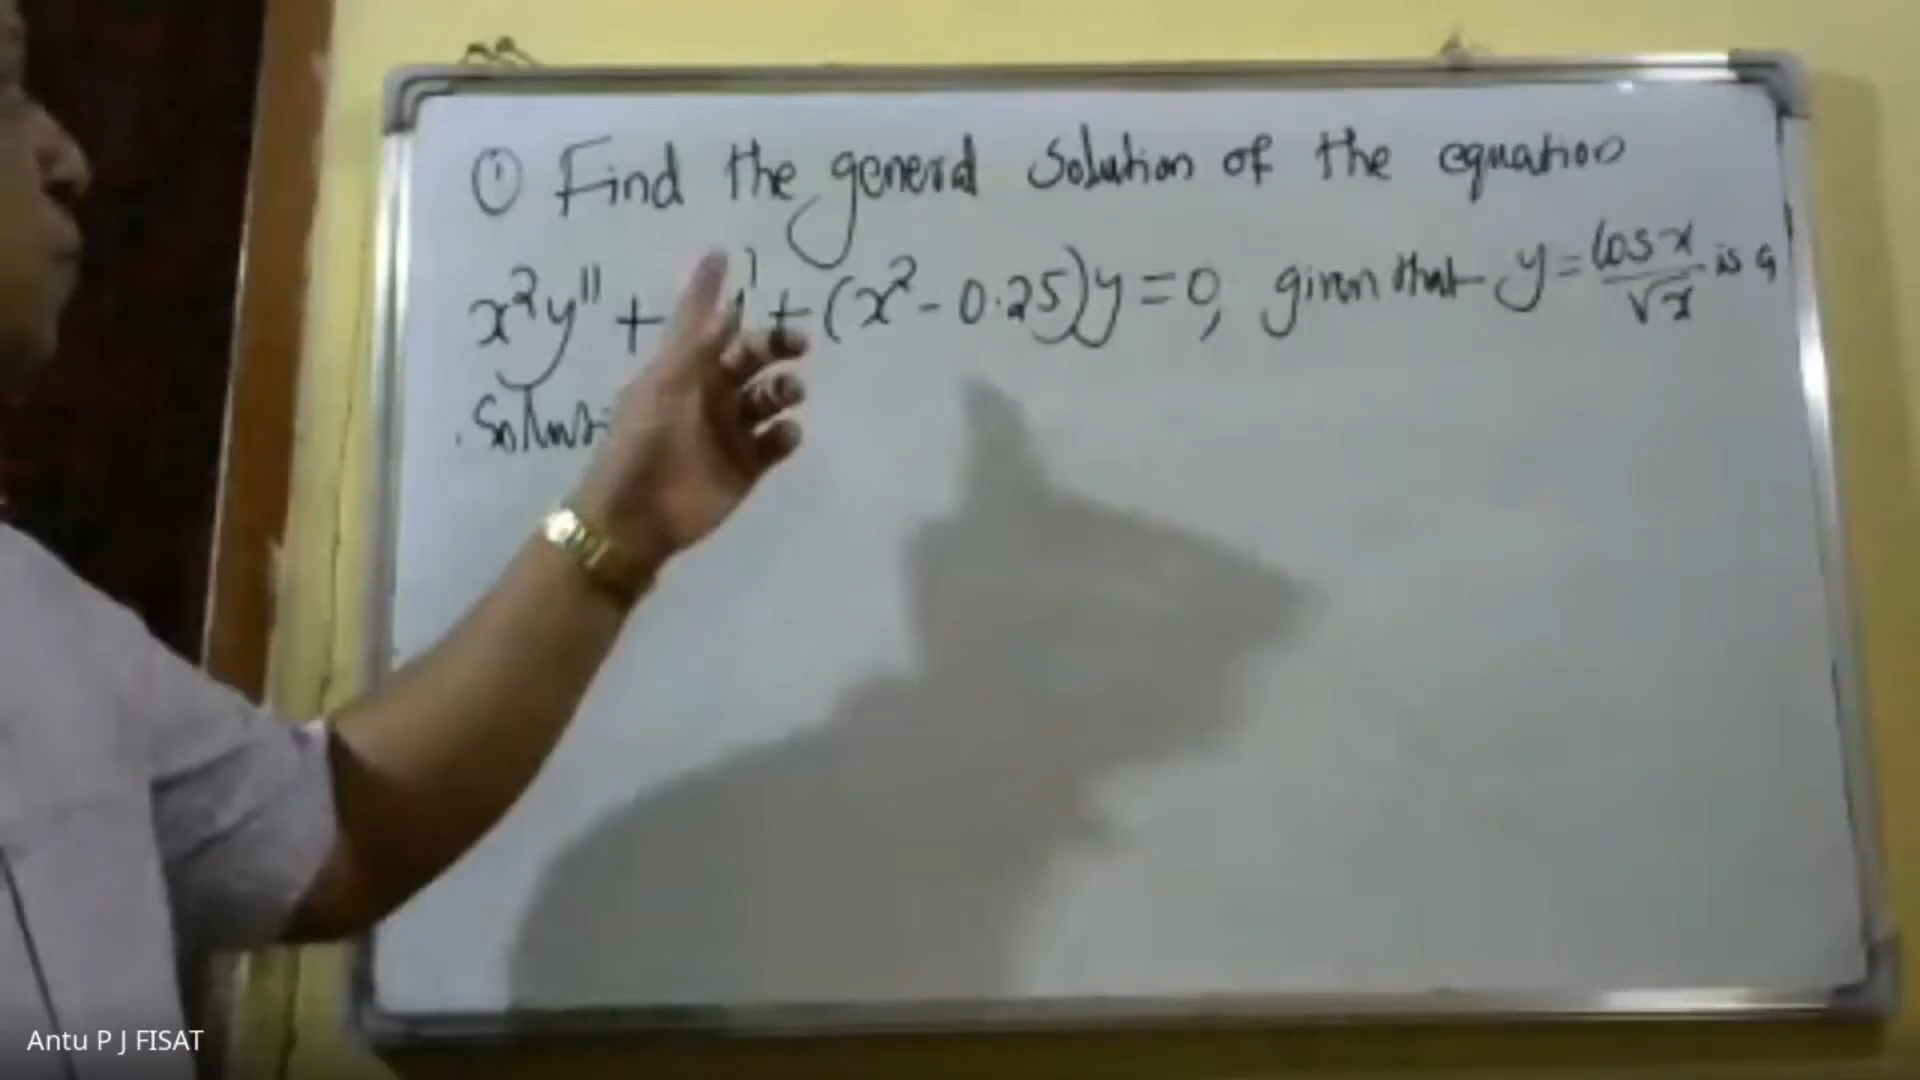 ① Find the general solution of the equation
x²y'' + y' + (x² - 0.25)y = 0, given that y = cos x / √x is a
Soluti
Antu P J FISAT